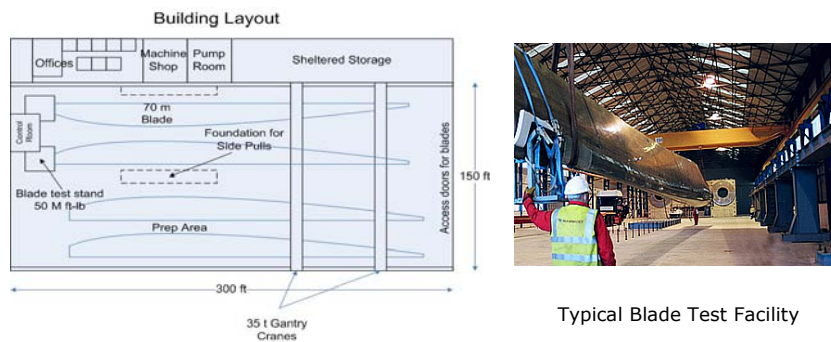 Building Layout
Offices
Machine
Shop
Pump
Room
Sheltered Storage
70 m
Blade
Control
Room
Foundation for
Side Pulls
Blade test stand
50 M ft-lb
Prep Area
Access doors for blades
150 ft
300 ft
35 t Gantry
Cranes
Typical Blade Test Facility